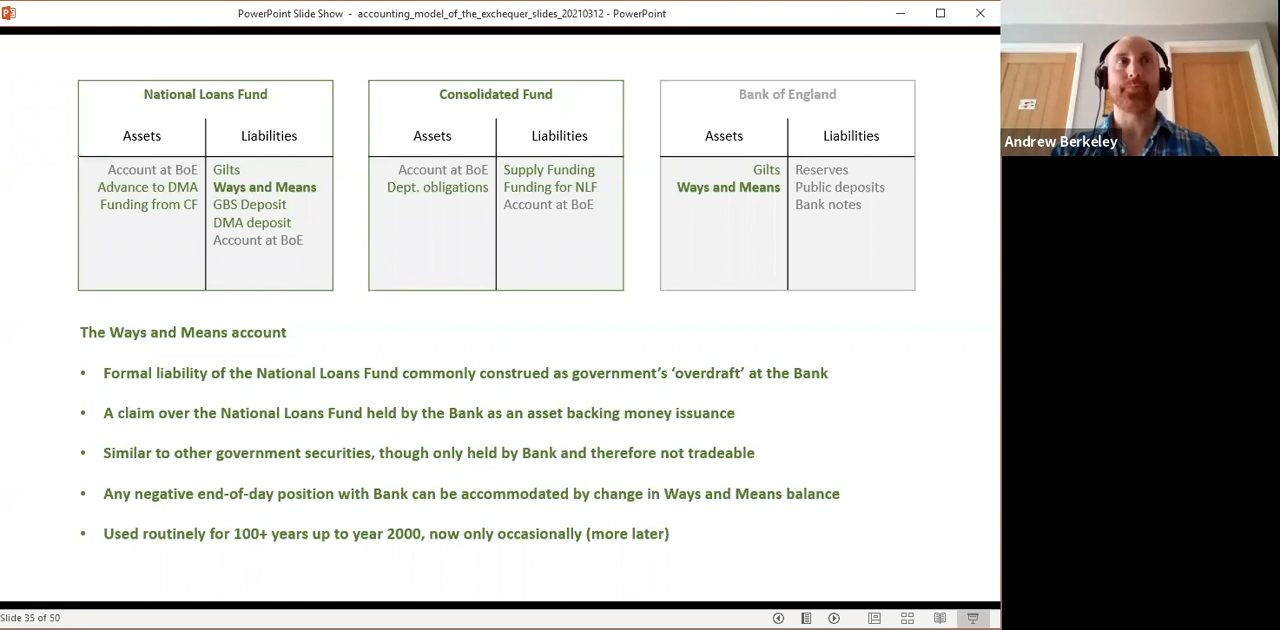 PowerPoint Slide Show - accounting_model_of_the_exchequer_slides_20210312 - PowerPoint
National Loans Fund
Assets
Liabilities
Account at BoE
Advance to DMA
Funding from CF
Gilts
Ways and Means
GBS Deposit
DMA deposit
Account at BoE
Consolidated Fund
Assets
Liabilities
Account at BoE
Dept. obligations
Supply Funding
Funding for NLF
Account at BoE
Bank of England
Assets
Liabilities
Gilts
Ways and Means
Reserves
Public deposits
Bank notes
The Ways and Means account
• Formal liability of the National Loans Fund commonly construed as government's 'overdraft' at the Bank
• A claim over the National Loans Fund held by the Bank as an asset backing money issuance
• Similar to other government securities, though only held by Bank and therefore not tradeable
• Any negative end-of-day position with Bank can be accommodated by change in Ways and Means balance
• Used routinely for 100+ years up to year 2000, now only occasionally (more later)
Slide 35 of 50
Andrew Berkeley